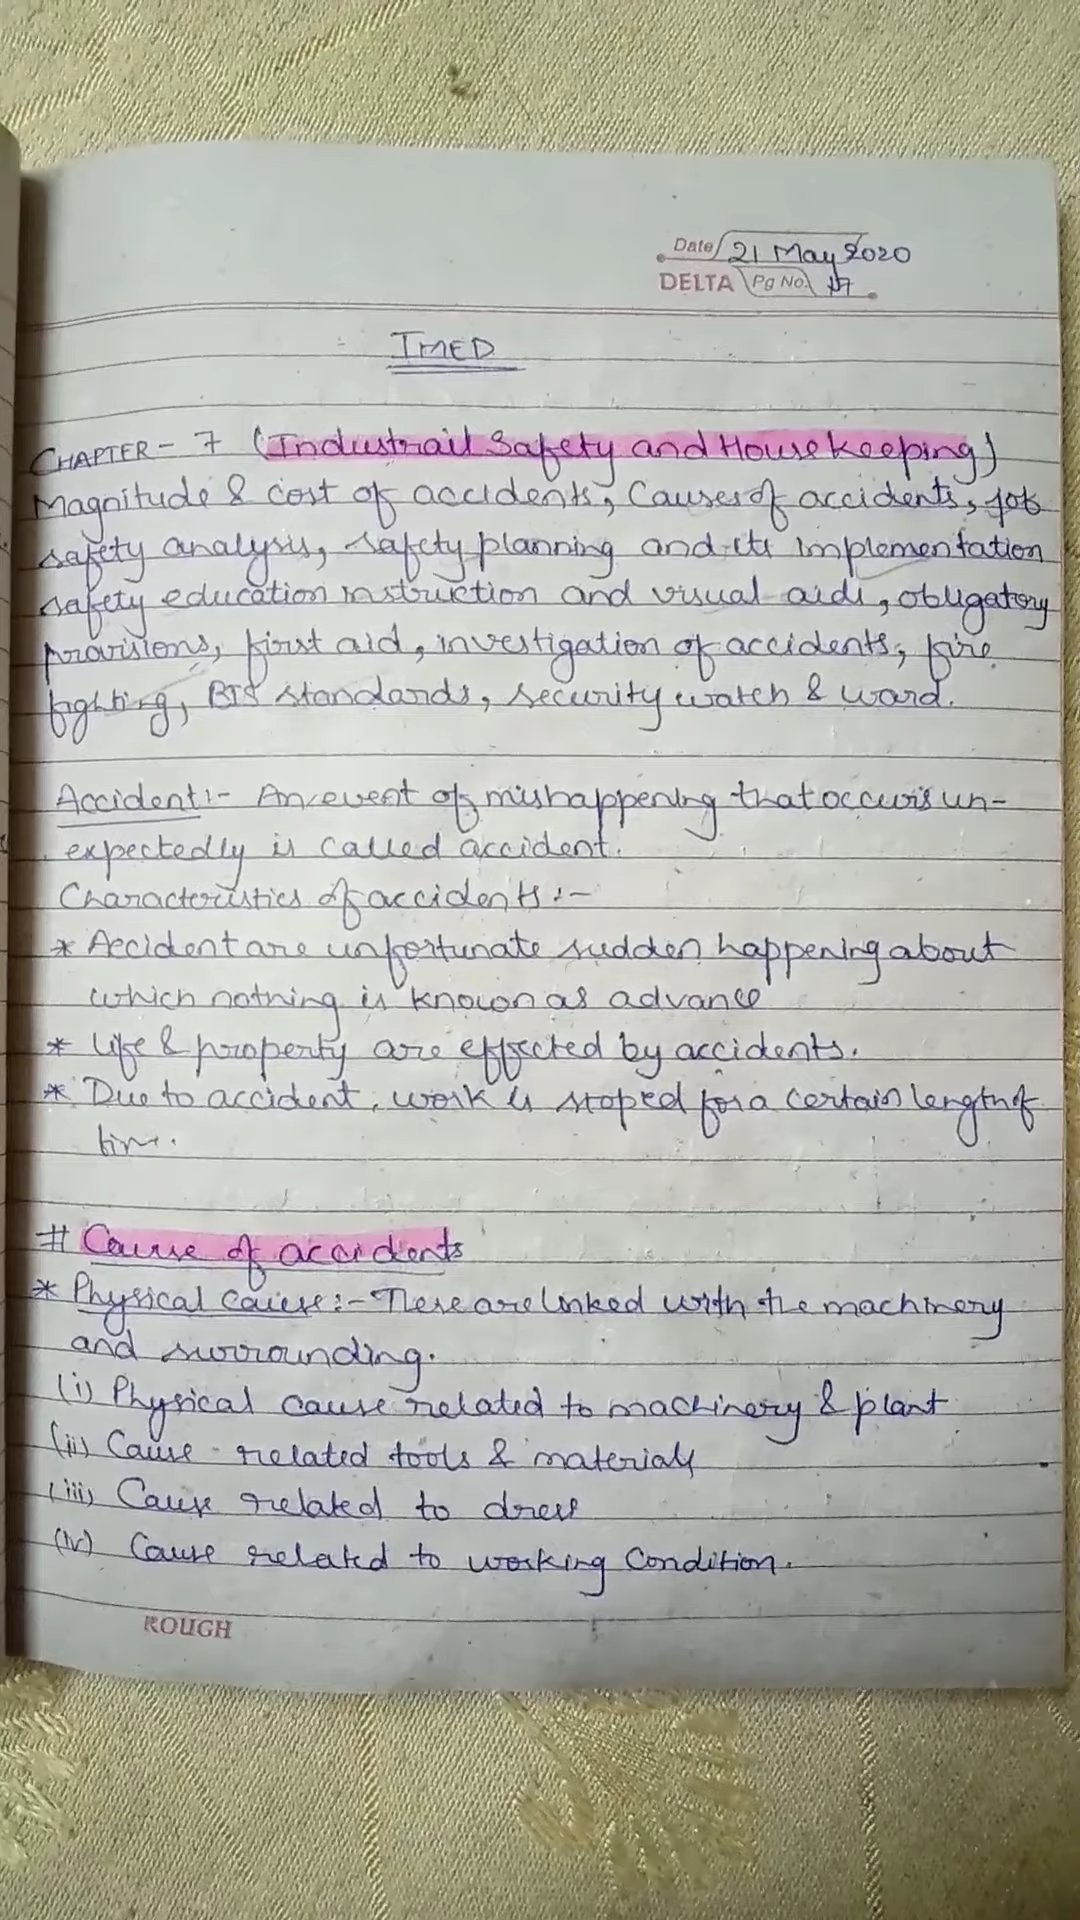 Date 21 May 2020
DELTA Pg No. 117
IMED
CHAPTER - 7 (Industrail Safety and Housekeeping)
Magnitude & cost of accidents, Causes of accidents, job
safety analysis, safety planning and its implementation
safety education instruction and visual aids, obligatory
provisions, first aid, investigation of accidents, fire
fighting, BIS standards, security watch & ward.
Accident :- An event of mishappening that occurs un-
expectedly is called accident.
Characteristics of accidents :-
* Accident are unfortunate sudden happening about
which nothing is known as advance
* Life & property are effected by accidents.
* Due to accident, work is stoped for a certain length of
time.
# Cause of accidents
* Physical cause :- These are linked with the machinery
and surrounding.
(i) Physical cause related to machinery & plant
(ii) Cause related tools & materials
(iii) Cause related to dress
(iv) Cause related to working Condition.
ROUGH